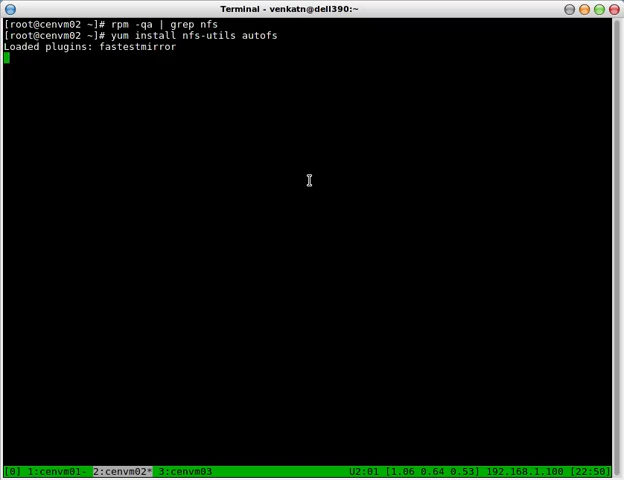 Terminal - venkatn@dell390:~
[root@cenvm02 ~]# rpm -qa | grep nfs
[root@cenvm02 ~]# yum install nfs-utils autofs
Loaded plugins: fastestmirror
[0] 1:cenvm01- 2:cenvm02* 3:cenvm03 U2:01 [1.06 0.64 0.53] 192.168.1.100 [22:50]